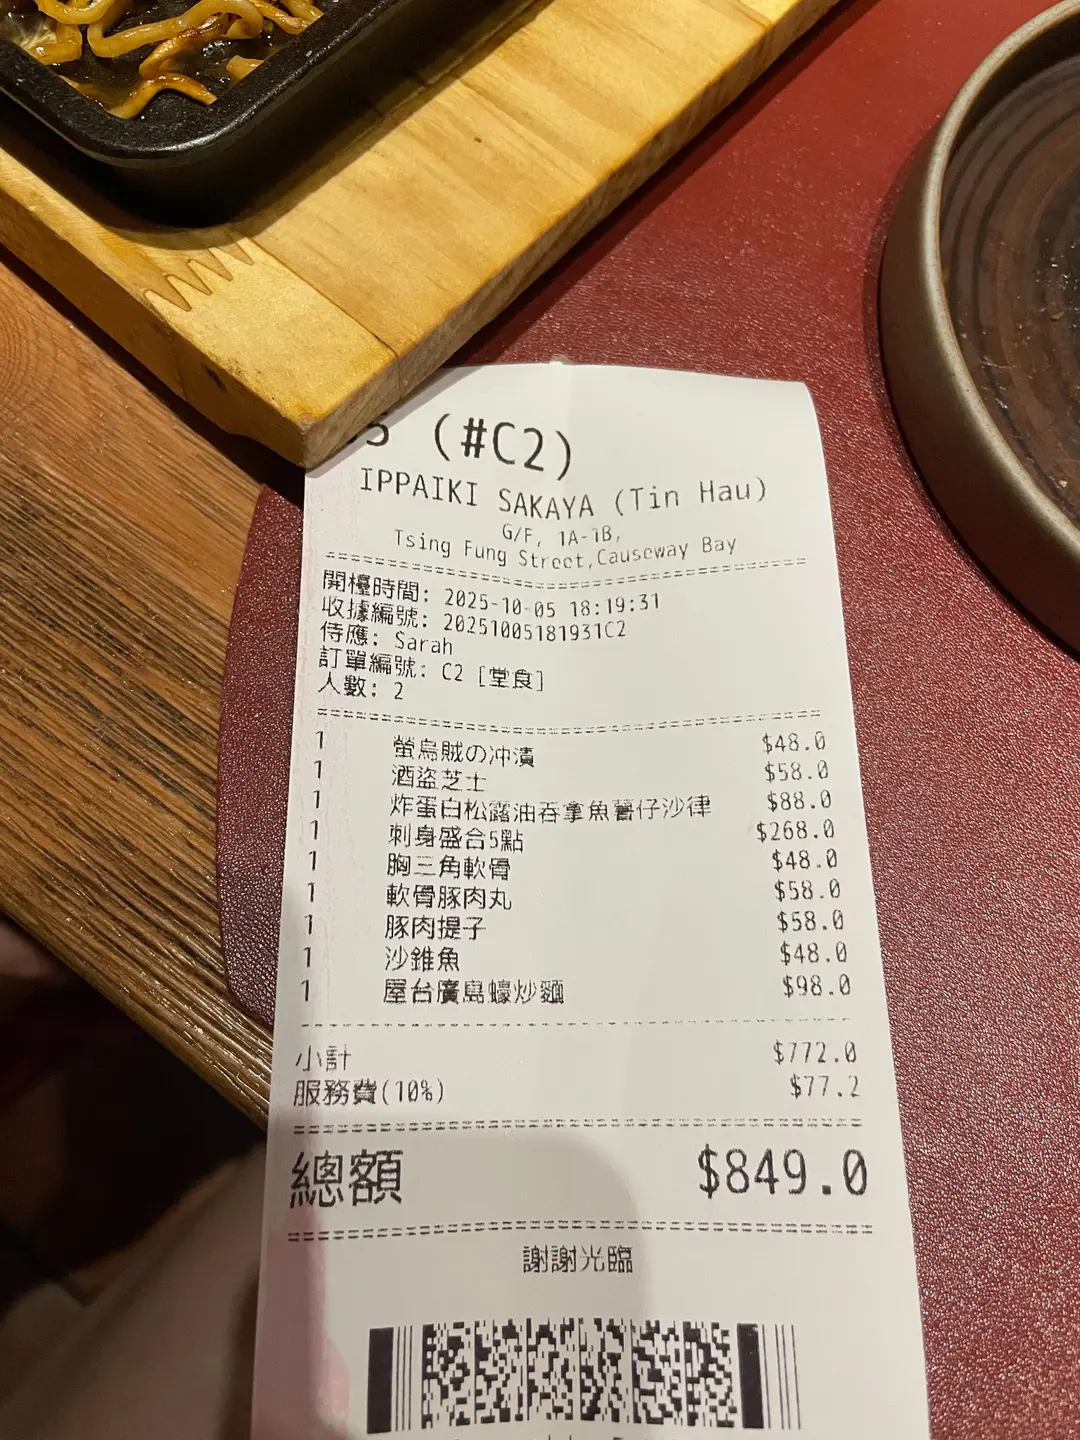 5 (#C2)
IPPAIKI SAKAYA (Tin Hau)
G/F, 1A-1B,
Tsing Fung Street,Causeway Bay
開檯時間: 2025-10-05 18:19:31
收據編號: 20251005181931C2
侍應: Sarah
訂單編號: C2 [堂食]
人數: 2
1 螢烏賊の冲漬 $48.0
1 酒盜芝士 $58.0
1 炸蛋白松露油吞拿魚薯仔沙律 $88.0
1 刺身盛合5點 $268.0
1 胸三角軟骨 $48.0
1 軟骨豚肉丸 $58.0
1 豚肉提子 $58.0
1 沙錐魚 $48.0
1 屋台廣島蠔炒麵 $98.0
小計 $772.0
服務費(10%) $77.2
總額 $849.0
謝謝光臨